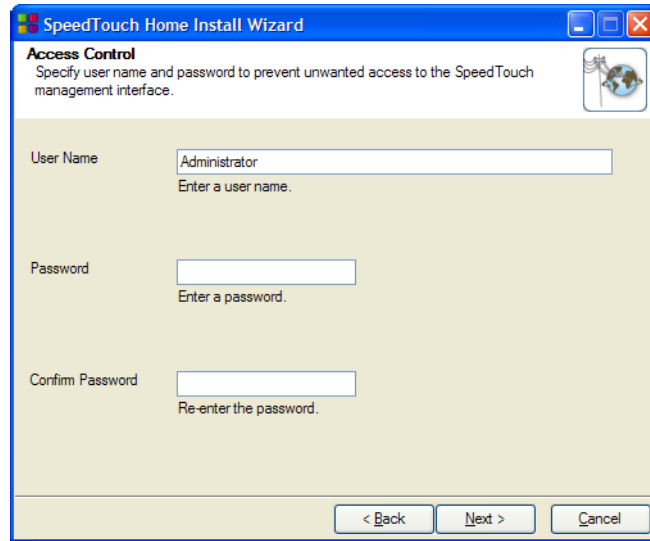 SpeedTouch Home Install Wizard
Access Control
Specify user name and password to prevent unwanted access to the SpeedTouch
management interface.
User Name
Administrator
Enter a user name.
Password
Enter a password.
Confirm Password
Re-enter the password.
< Back
Next >
Cancel